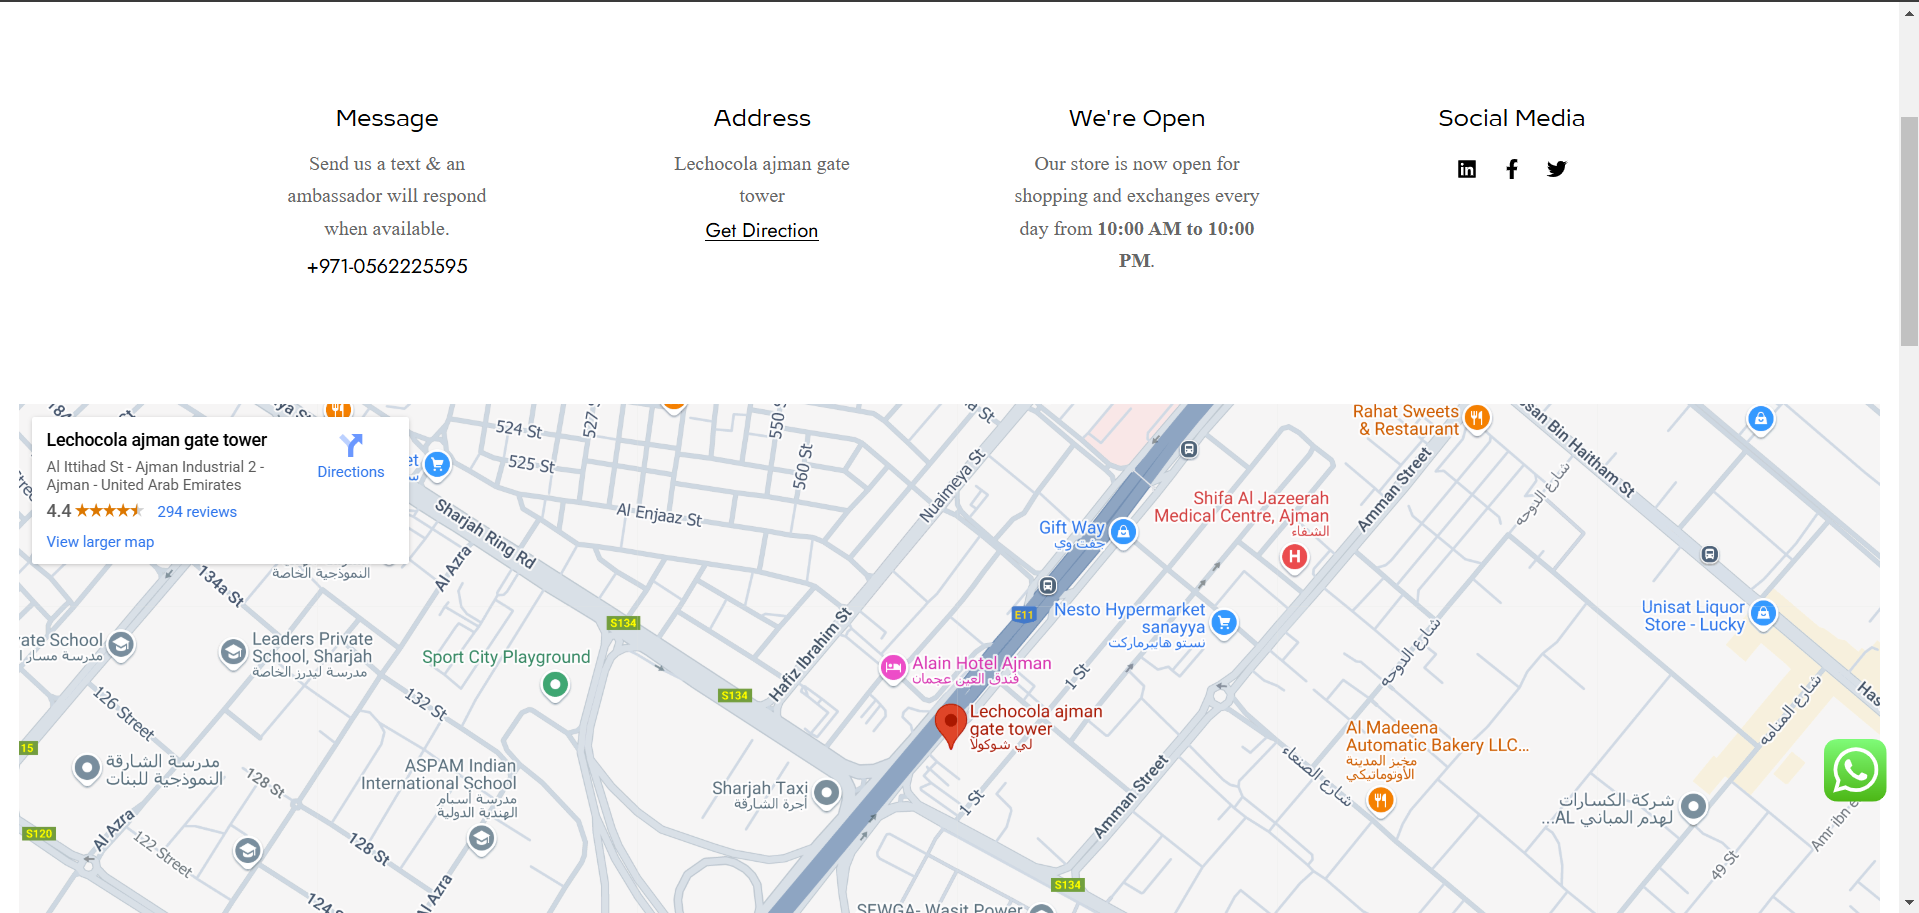 Message
Send us a text & an
ambassador will respond
when available.
+971-0562225595
Address
Lechocola ajman gate
tower
Get Direction
We're Open
Our store is now open for
shopping and exchanges every
day from 10:00 AM to 10:00
PM.
Social Media
Lechocola ajman gate tower
Al Ittihad St - Ajman Industrial 2 -
Ajman - United Arab Emirates
4.4
294 reviews
View larger map
Directions
524 St
525 St
527
550
560 St
Al Enjaaz St
Sharjah Ring Rd
Nuaimeya St
Rahat Sweets
& Restaurant
san Bin Haitham St
Amman Street
شارع الدوحه
Shifa Al Jazeerah
Medical Centre, Ajman
الشفاء
Gift Way
جفت وي
النموذجية الخاصة
134a St
Al Azra
E11
Nesto Hypermarket
sanayya
نستو هايبرماركت
Unisat Liquor
Store - Lucky
S134
ate School
Leaders Private
School, Sharjah
مدرسة ليدرز الخاصة
Sport City Playground
Hafiz Ibrahim St
Alain Hotel Ajman
فندق العين عجمان
1 St
شارع الدوحه
S134
126 Street
132 St
Lechocola ajman
gate tower
لي شوكولا
شارع المنامه
Has
Al Madeena
Automatic Bakery LLC...
مخبز المدينة
الأوتوماتيكي
شارع الصنعاء
15
مدرسة الشارقة
النموذجية للبنات
128 St
ASPAM Indian
International School
مدرسة أسبام
الهندية الدولية
Sharjah Taxi
أجرة الشارقة
1 St
Amman Street
شركة الكسارات
لهدم المباني AL...
Amr ibn e
S120
Al Azra
122 Street
128 St
49 St
S134
124
Al Azra
SEWGA- Wasit Power